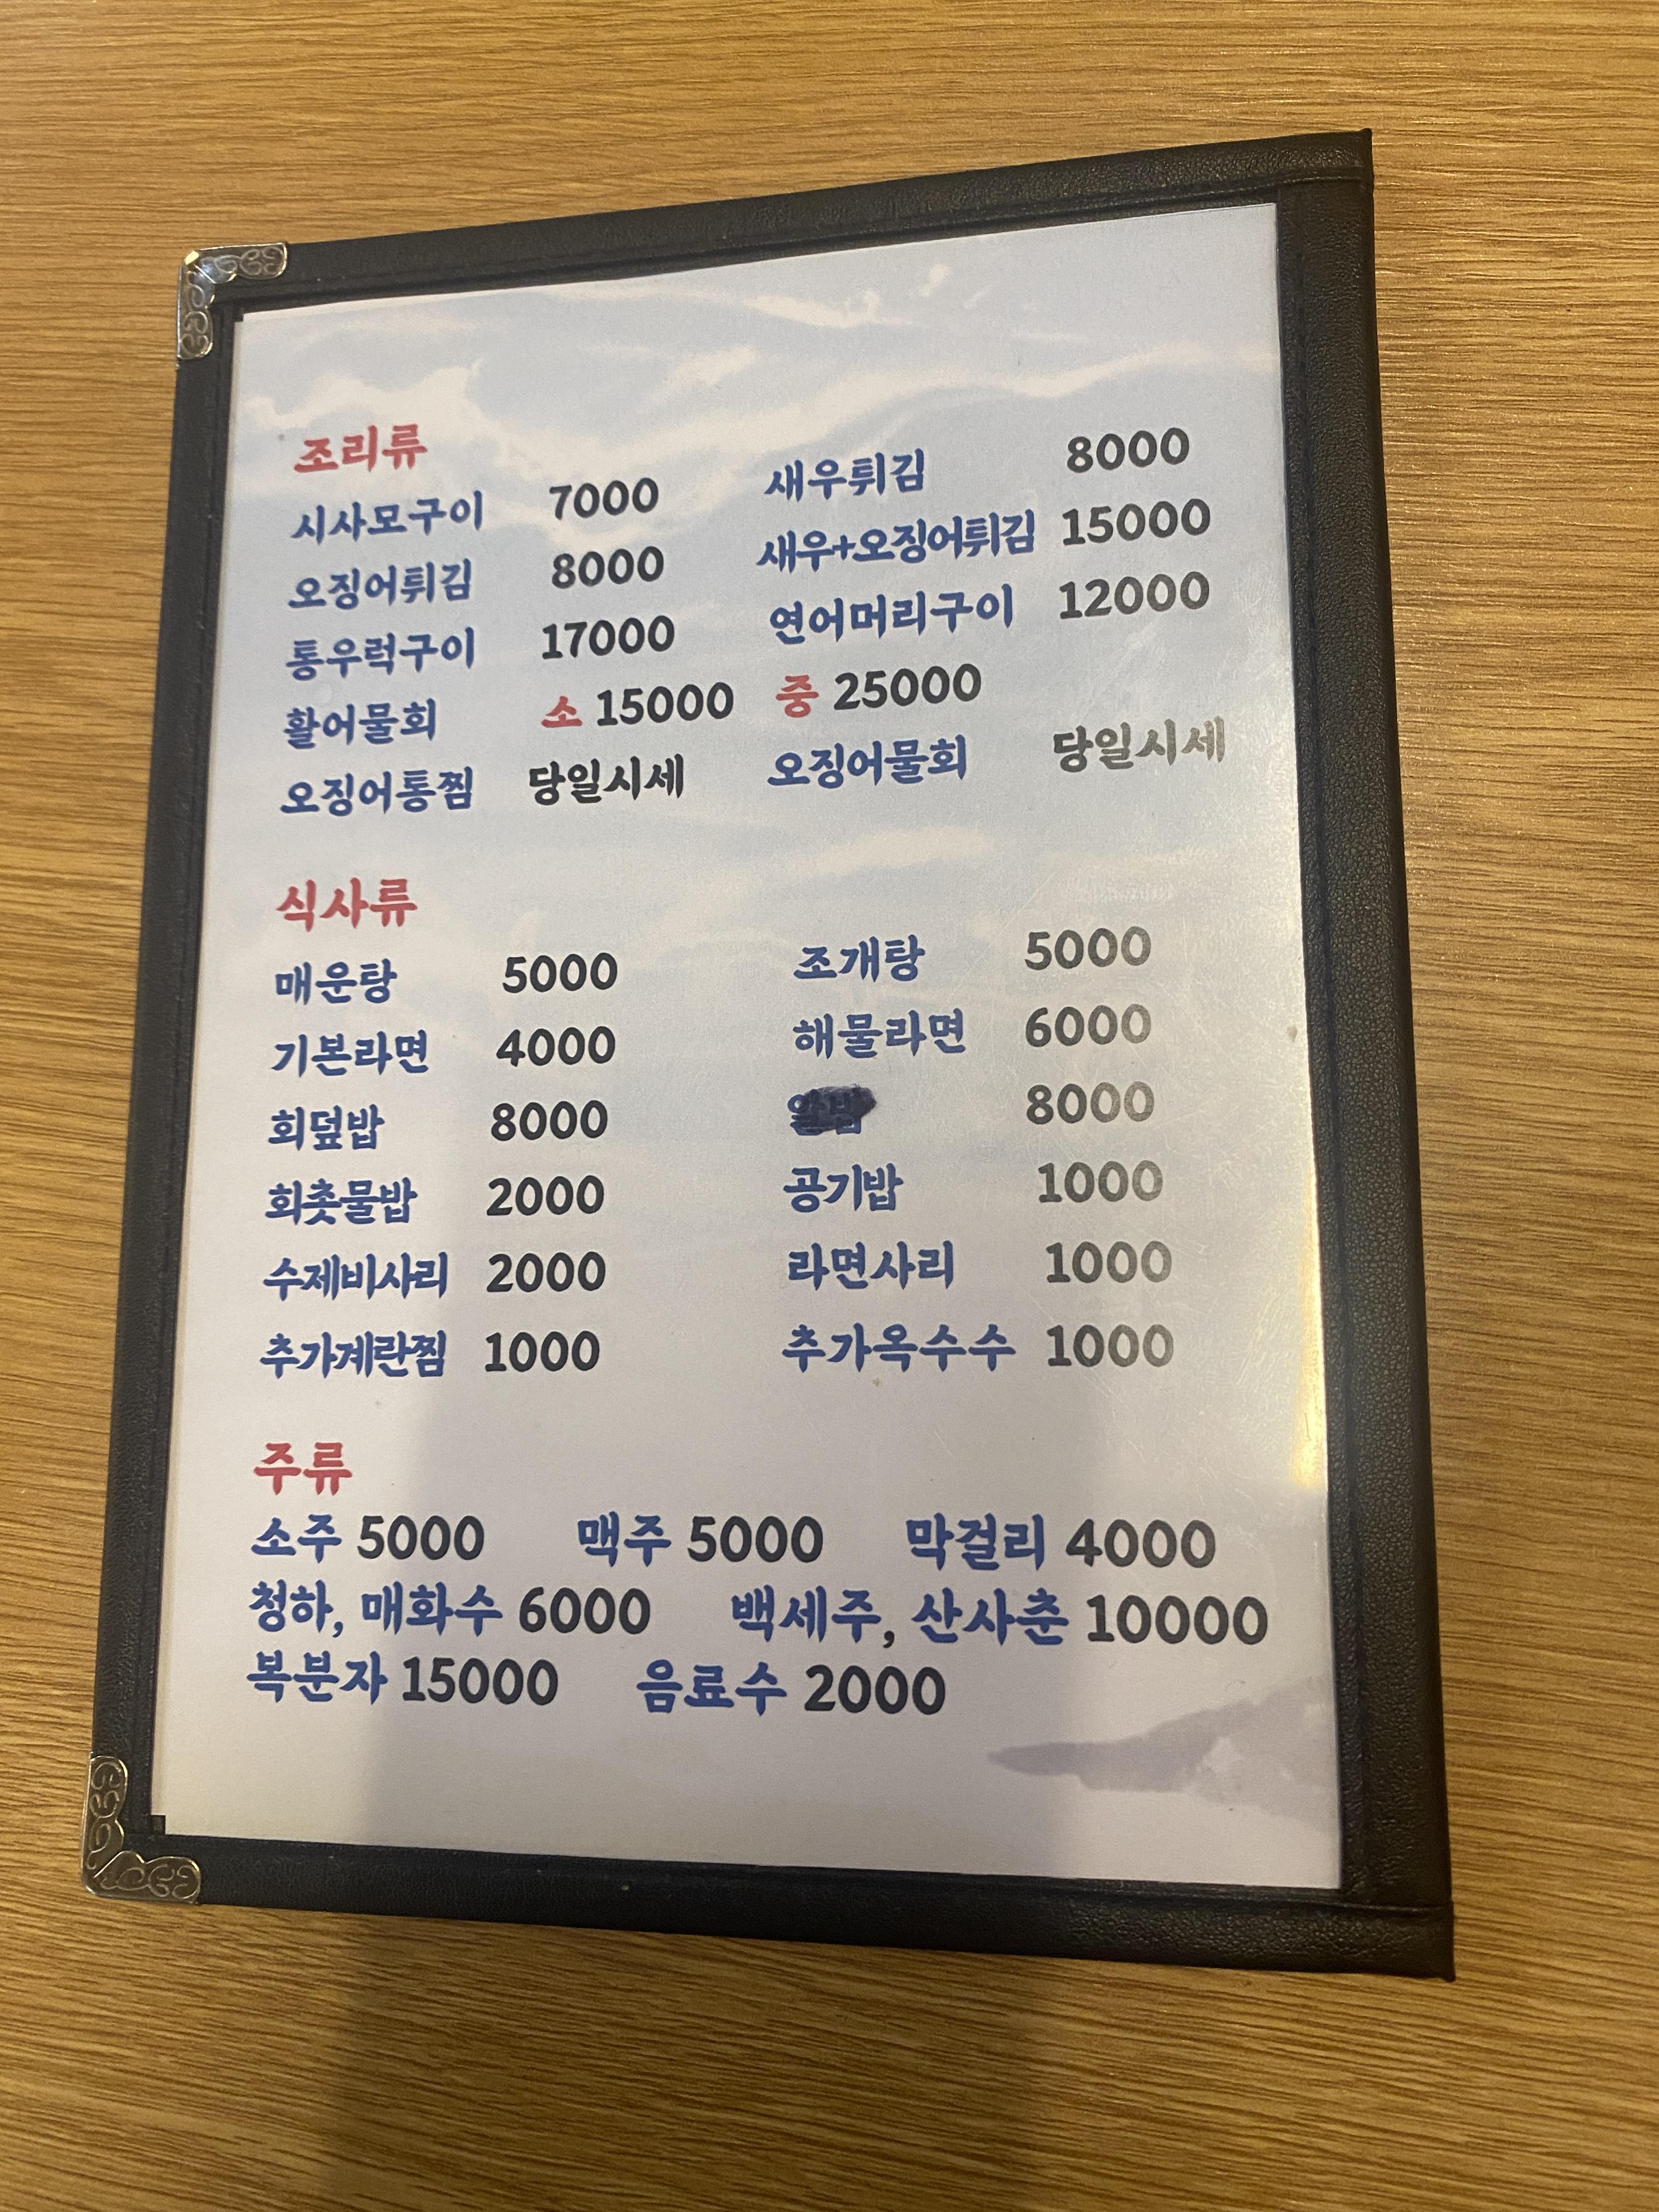 조리류
시사모구이 7000 새우튀김 8000
오징어튀김 8000 새우+오징어튀김 15000
통우럭구이 17000 연어머리구이 12000
활어물회 소 15000 중 25000
오징어통찜 당일시세 오징어물회 당일시세
식사류
매운탕 5000 조개탕 5000
기본라면 4000 해물라면 6000
회덮밥 8000 8000
회촛물밥 2000 공기밥 1000
수제비사리 2000 라면사리 1000
추가계란찜 1000 추가옥수수 1000
주류
소주 5000 맥주 5000 막걸리 4000
청하, 매화수 6000 백세주, 산사춘 10000
복분자 15000 음료수 2000